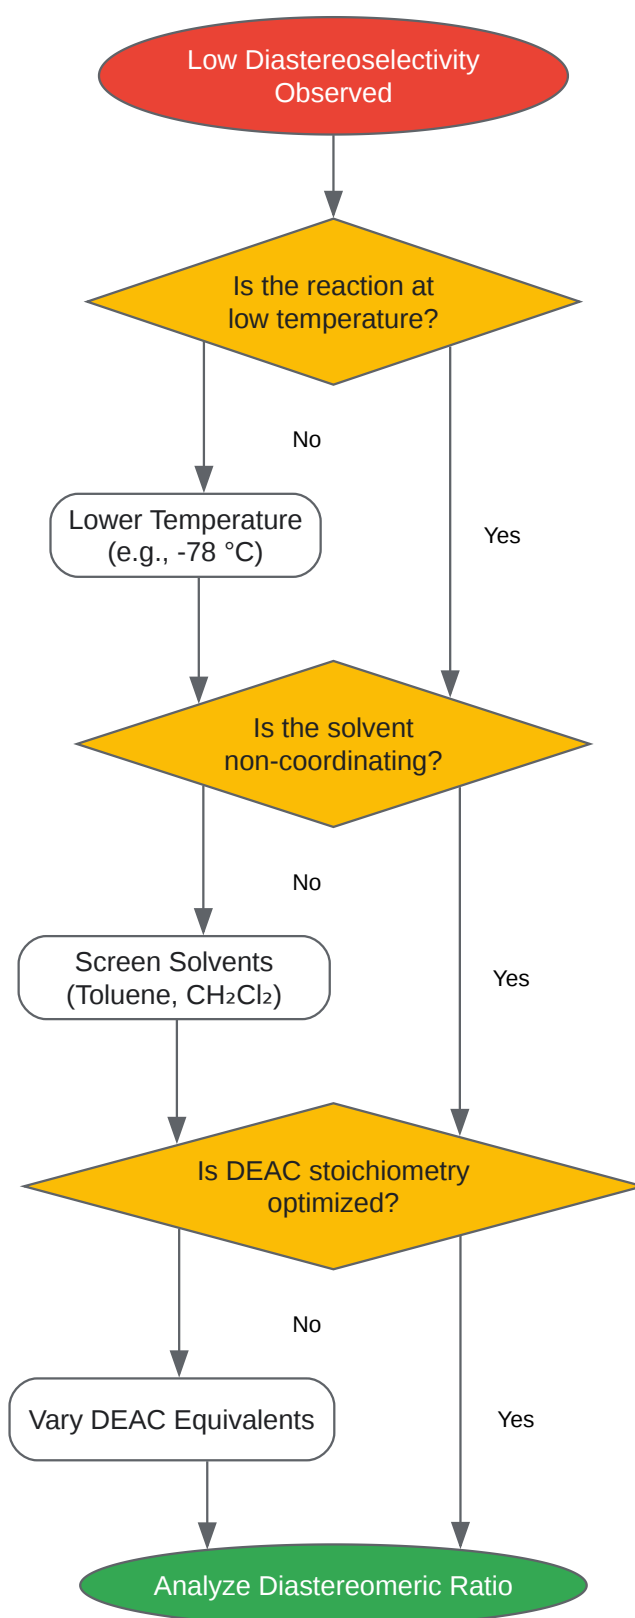 Low Diastereoselectivity
Observed
Is the reaction at
low temperature?
No
Lower Temperature
(e.g., -78 °C)
Yes
Is the solvent
non-coordinating?
No
Screen Solvents
(Toluene, CH₂Cl₂)
Yes
Is DEAC stoichiometry
optimized?
No
Vary DEAC Equivalents
Yes
Analyze Diastereomeric Ratio